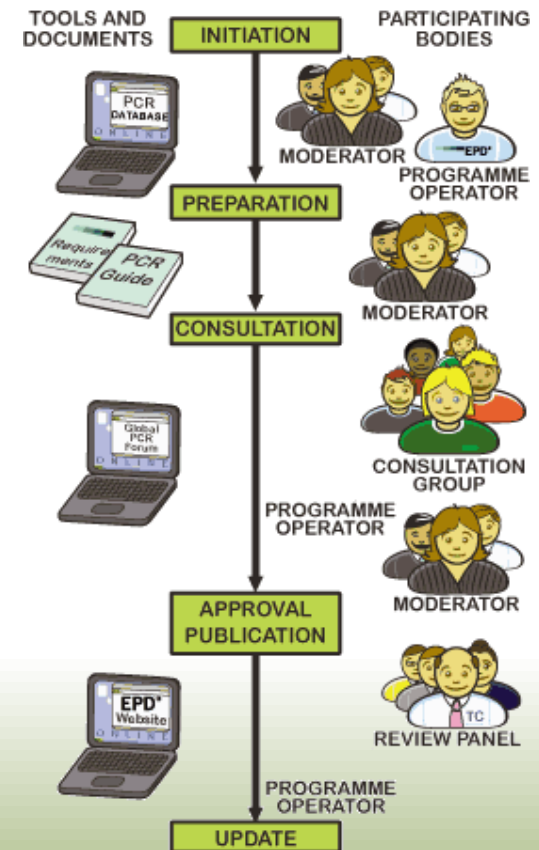 TOOLS AND
DOCUMENTS
INITIATION
PARTICIPATING
BODIES
PCR
DATABASE
ONLINE
MODERATOR
EPD®
PROGRAMME
OPERATOR
PREPARATION
Require
ments
PCR
Guide
MODERATOR
CONSULTATION
Global
PCR
Forum
ONLINE
CONSULTATION
GROUP
PROGRAMME
OPERATOR
MODERATOR
APPROVAL
PUBLICATION
TC
REVIEW PANEL
EPD®
Website
ONLINE
PROGRAMME
OPERATOR
UPDATE